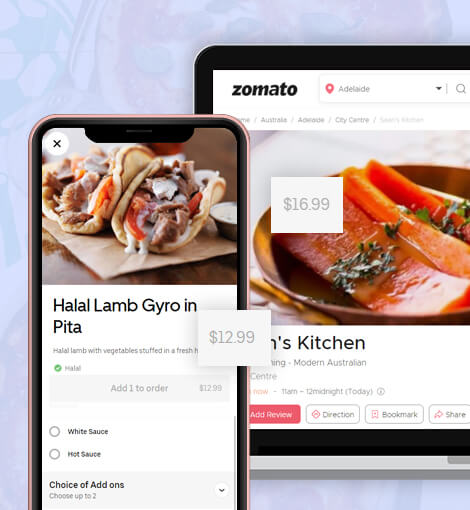 zomato
Adelaide
Home / Australia / Adelaide / City Centre / Sean's Kitchen
$16.99
Halal Lamb Gyro in
Pita
Halal lamb with vegetables stuffed in a fresh
Halal
Add 1 to order $12.99
White Sauce
Hot Sauce
Choice of Add ons
Choose up to 2
$12.99
n's Kitchen
ning - Modern Australian
Centre
now - 11am – 12midnight (Today)
Add Review
Direction
Bookmark
Share